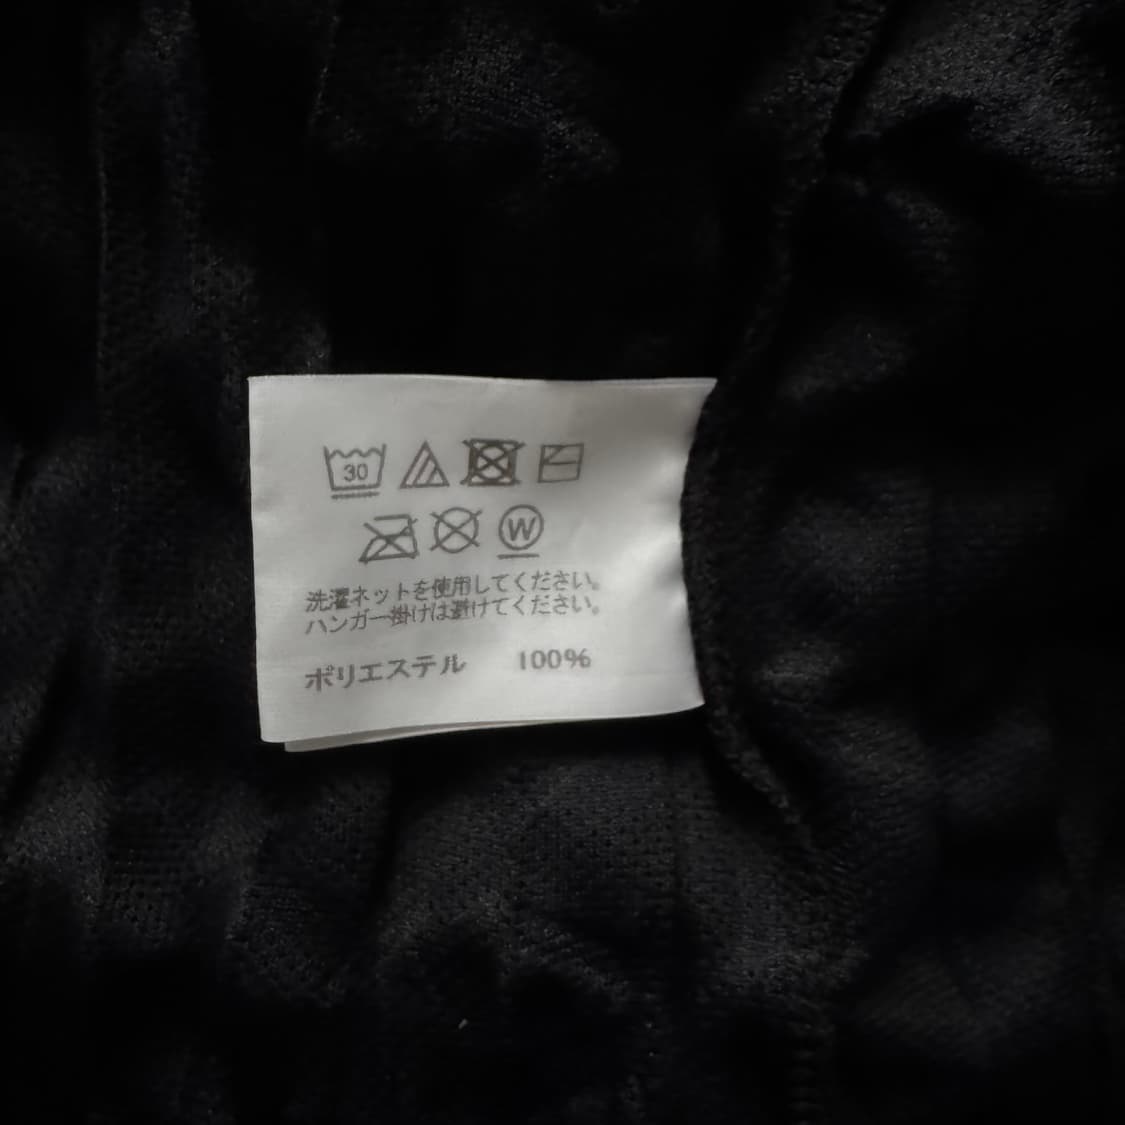 30
W
洗濯ネットを使用してください。
ハンガー掛けは避けてください。
ポリエステル 100%